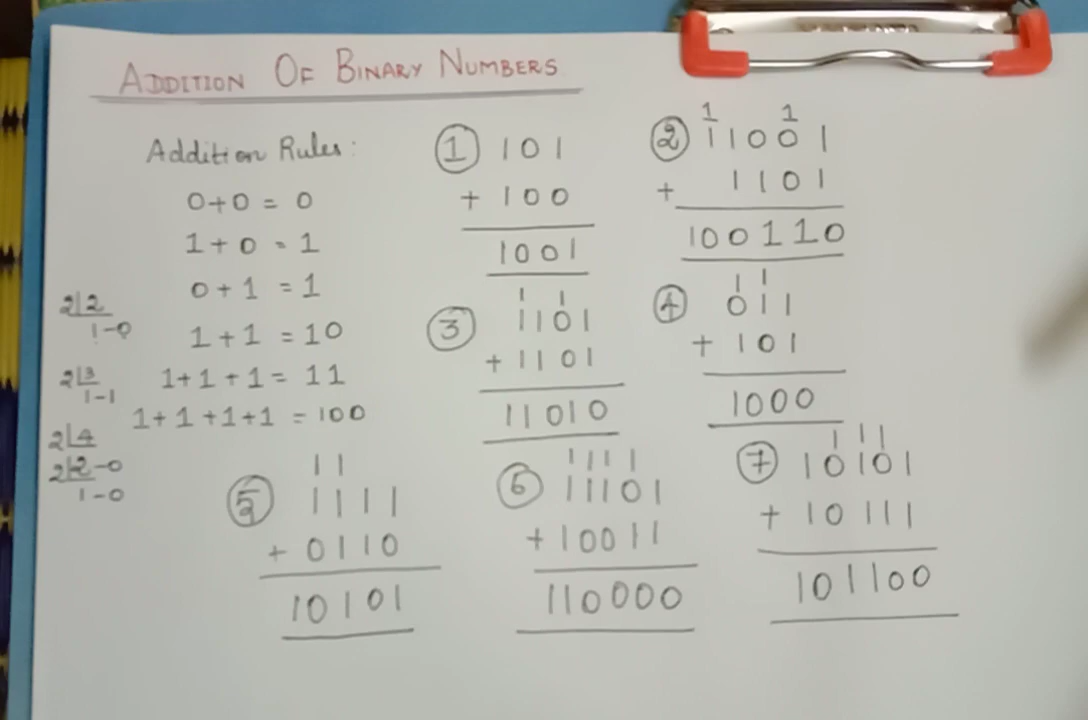 ADDITION OF BINARY NUMBERS
Addition Rules:
0+0 = 0
1+0 = 1
0+1 = 1
1+1 = 10
1+1+1 = 11
1+1+1+1 = 100
2|2
1-0
2|3
1-1
2|4
2|2-0
1-0
① 101
+ 100
1001
② 1 1
11001
+ 1101
100110
③ 1 1
1101
+ 1101
11010
④ 1 1
011
+ 101
1000
⑤ 1 1
1111
+ 0110
10101
⑥ 1 1 1 1
11101
+ 10011
110000
⑦ 1 1 1
10101
+ 10111
101100